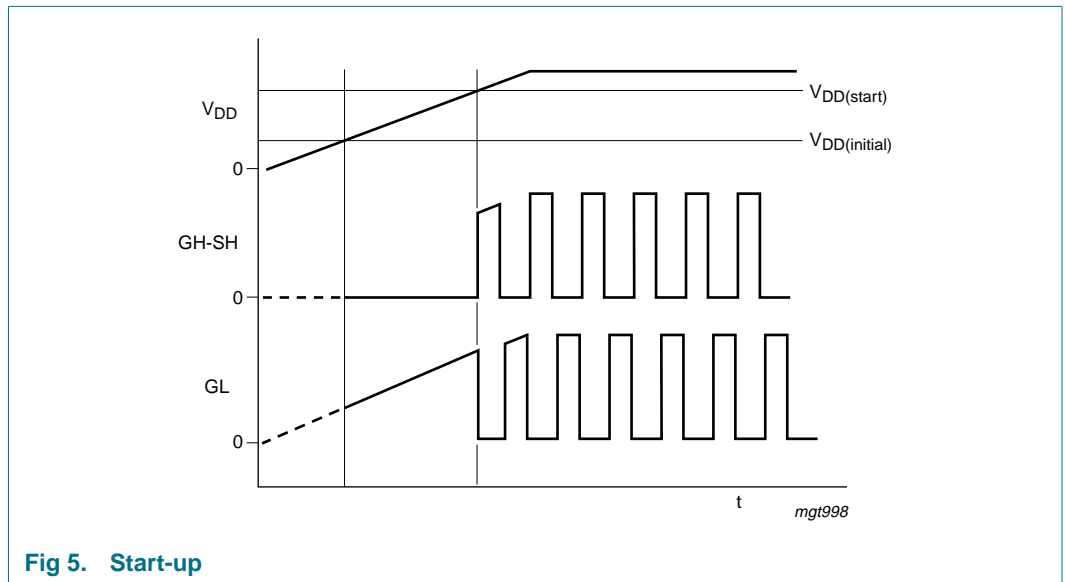 V_DD
V_DD(start)
V_DD(initial)
0
GH-SH
0
GL
0
t
mgt998
Fig 5. Start-up